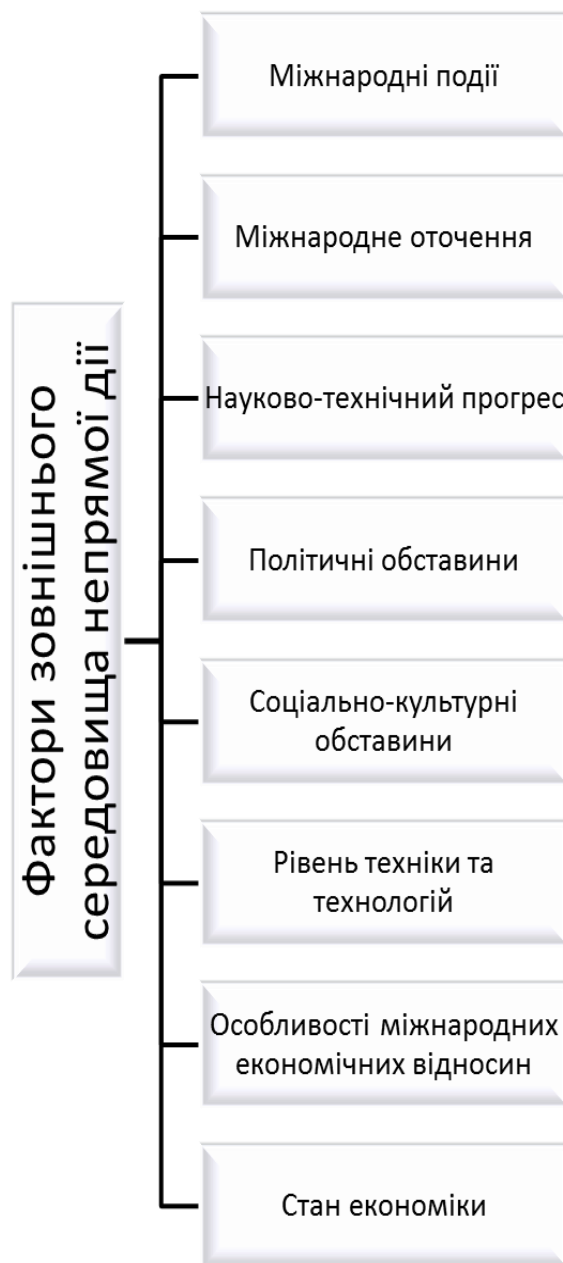 Фактори зовнішнього
середовища непрямої дії
Міжнародні події
Міжнародне оточення
Науково-технічний прогрес
Політичні обставини
Соціально-культурні
обставини
Рівень техніки та
технологій
Особливості міжнародних
економічних відносин
Стан економіки